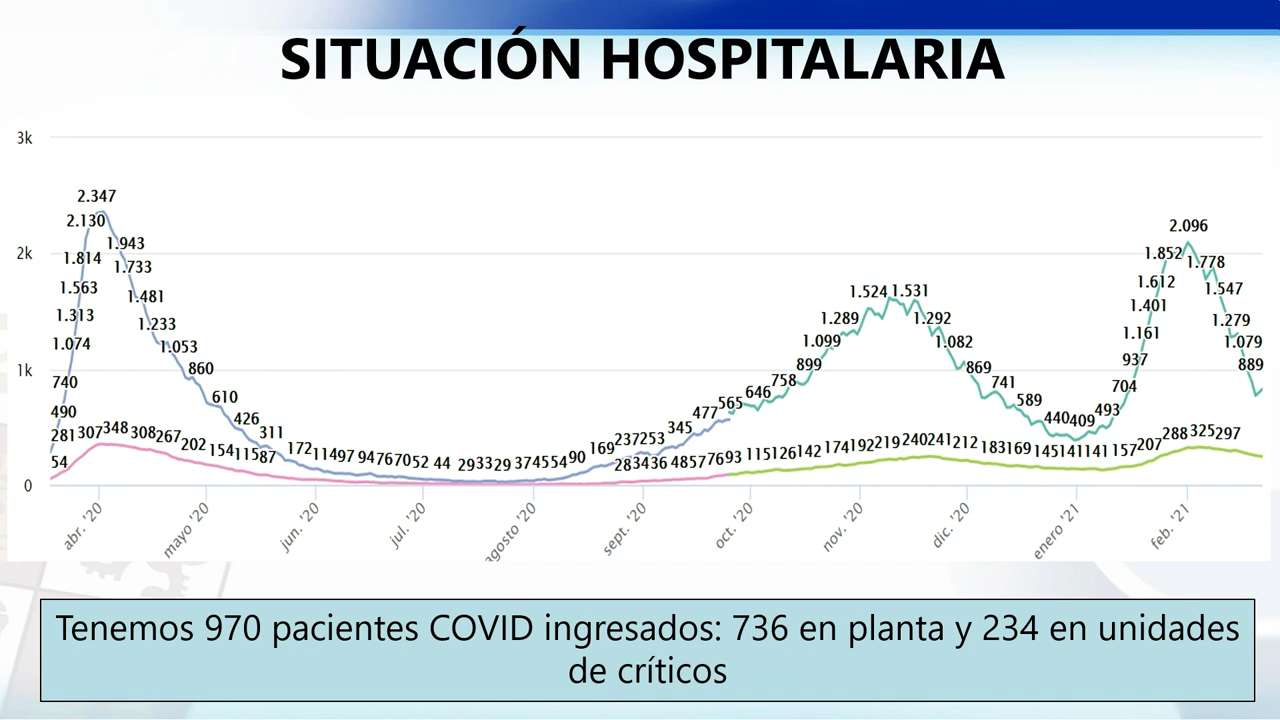 SITUACIÓN HOSPITALARIA
3k
2.347
2.130
1.943
1.814
1.733
1.563
1.481
1.313
1.233
1.074
1.053
860
740
610
490
426
311
281 307 348 308 267 202 154 115 87 172 114 97 94 76 70 52 44 29 33 29 37 45 54 90 169 237 253 345 477 565 646 758 899 1.099 1.289 1.524 1.531 1.292 1.082 869 741 589 440 409 493 704 937 1.161 1.401 1.612 1.852 2.096 1.778 1.547 1.279 1.079 889
54
28 34 36 48 57 76 93 115 126 142 174 192 219 240 241 212 183 169 145 141 141 157 207 288 325 297
2k
1k
0
abr. '20
mayo '20
jun. '20
jul. '20
agosto '20
sept. '20
oct. '20
nov. '20
dic. '20
enero '21
feb. '21
Tenemos 970 pacientes COVID ingresados: 736 en planta y 234 en unidades
de críticos